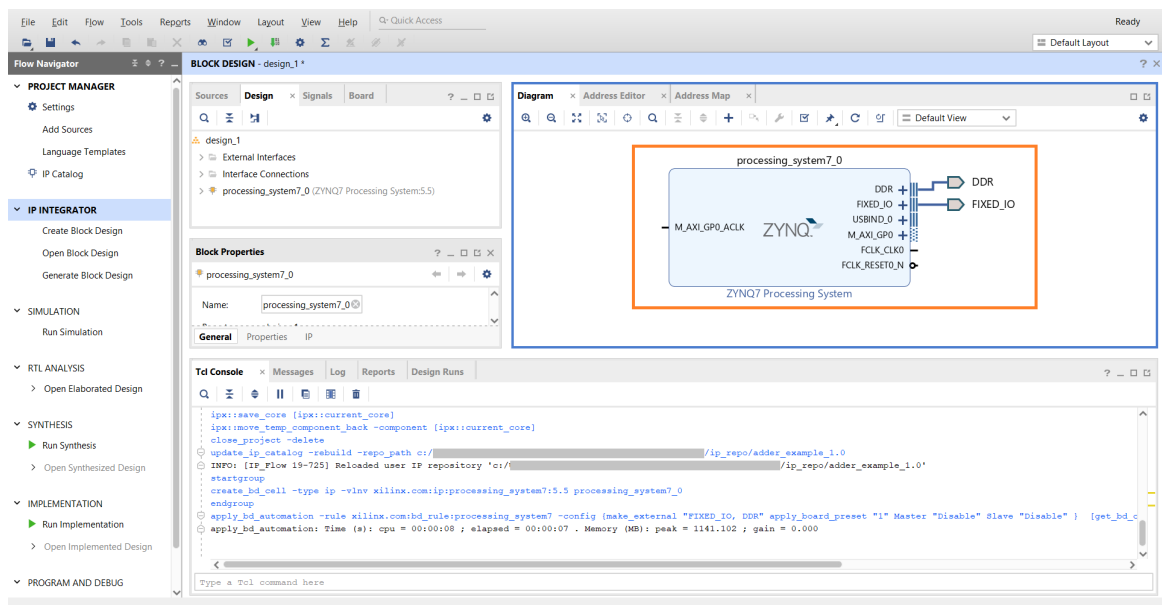 File Edit Flow Tools Reports Window Layout View Help Q- Quick Access Ready
Default Layout
Flow Navigator ? _
BLOCK DESIGN - design_1 * ? ×
PROJECT MANAGER
Settings
Add Sources
Language Templates
IP Catalog
IP INTEGRATOR
Create Block Design
Open Block Design
Generate Block Design
SIMULATION
Run Simulation
RTL ANALYSIS
Open Elaborated Design
SYNTHESIS
Run Synthesis
Open Synthesized Design
IMPLEMENTATION
Run Implementation
Open Implemented Design
PROGRAM AND DEBUG
Sources Design × Signals Board ? _
design_1
External Interfaces
Interface Connections
processing_system7_0 (ZYNQ7 Processing System:5.5)
Block Properties ? _ ×
processing_system7_0
Name: processing_system7_0
General Properties IP
Diagram × Address Editor × Address Map ×
Default View
processing_system7_0
DDR
FIXED_IO
USBIND_0
M_AXI_GP0
FCLK_CLK0
FCLK_RESET0_N
M_AXI_GP0_ACLK
ZYNQ
DDR
FIXED_IO
ZYNQ7 Processing System
Tcl Console × Messages Log Reports Design Runs ? _
ipx::save_core [ipx::current_core]
ipx::move_temp_component_back -component [ipx::current_core]
close_project -delete
update_ip_catalog -rebuild -repo_path c:/ /ip_repo/adder_example_1.0
INFO: [IP_Flow 19-725] Reloaded user IP repository 'c:/ /ip_repo/adder_example_1.0'
startgroup
create_bd_cell -type ip -vlnv xilinx.com:ip:processing_system7:5.5 processing_system7_0
endgroup
apply_bd_automation -rule xilinx.com:bd_rule:processing_system7 -config {make_external "FIXED_IO, DDR" apply_board_preset "1" Master "Disable" Slave "Disable" } [get_bd_c
apply_bd_automation: Time (s): cpu = 00:00:08 ; elapsed = 00:00:07 . Memory (MB): peak = 1141.102 ; gain = 0.000
Type a Tcl command here